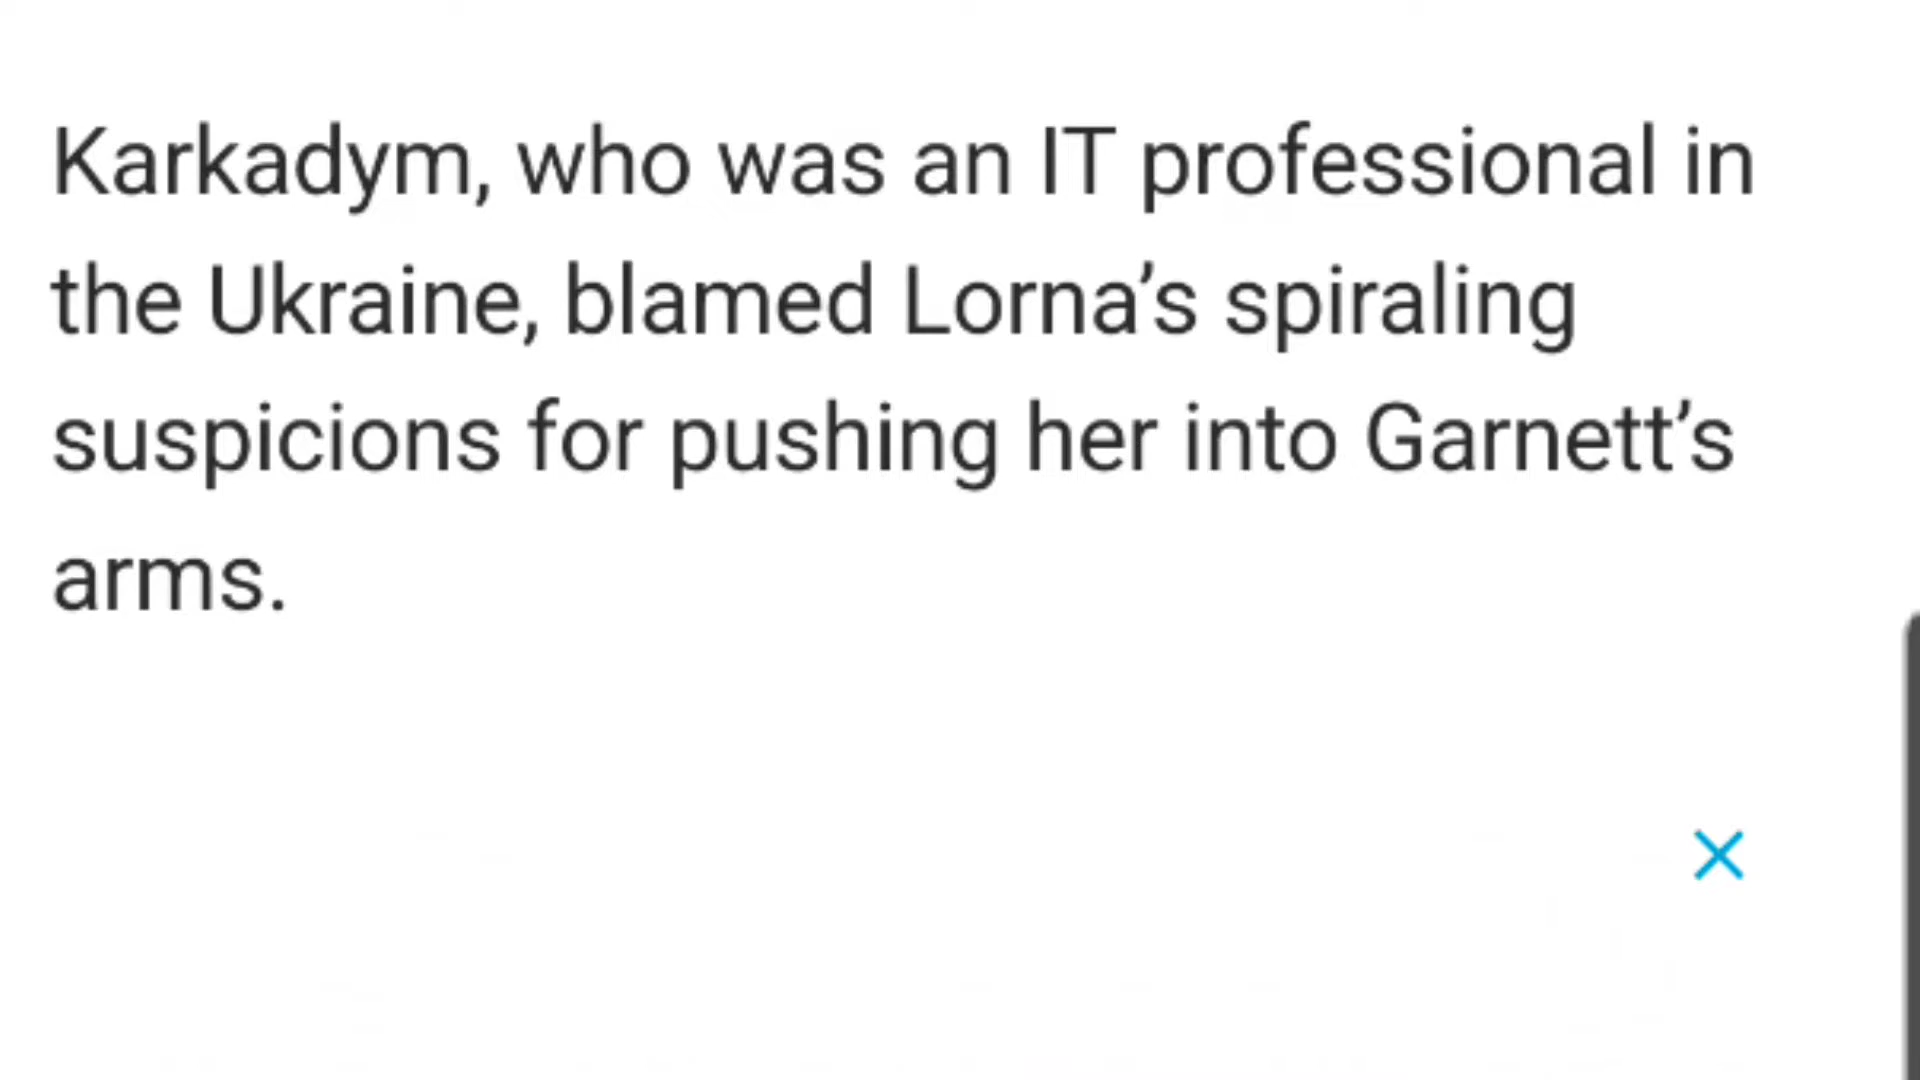 Karkadym, who was an IT professional in
the Ukraine, blamed Lorna’s spiraling
suspicions for pushing her into Garnett’s
arms.